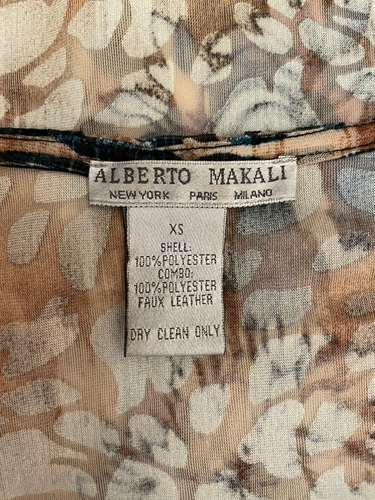 ALBERTO MAKALI
NEW YORK PARIS MILANO
XS
SHELL:
100%POLYESTER
COMBO:
100%POLYESTER
FAUX LEATHER
DRY CLEAN ONLY